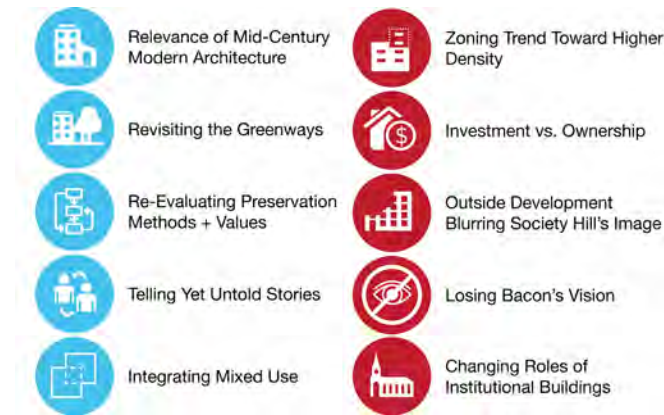 Relevance of Mid-Century
Modern Architecture
Revisiting the Greenways
Re-Evaluating Preservation
Methods + Values
Telling Yet Untold Stories
Integrating Mixed Use
Zoning Trend Toward Higher
Density
$
Investment vs. Ownership
Outside Development
Blurring Society Hill's Image
Losing Bacon's Vision
Changing Roles of
Institutional Buildings